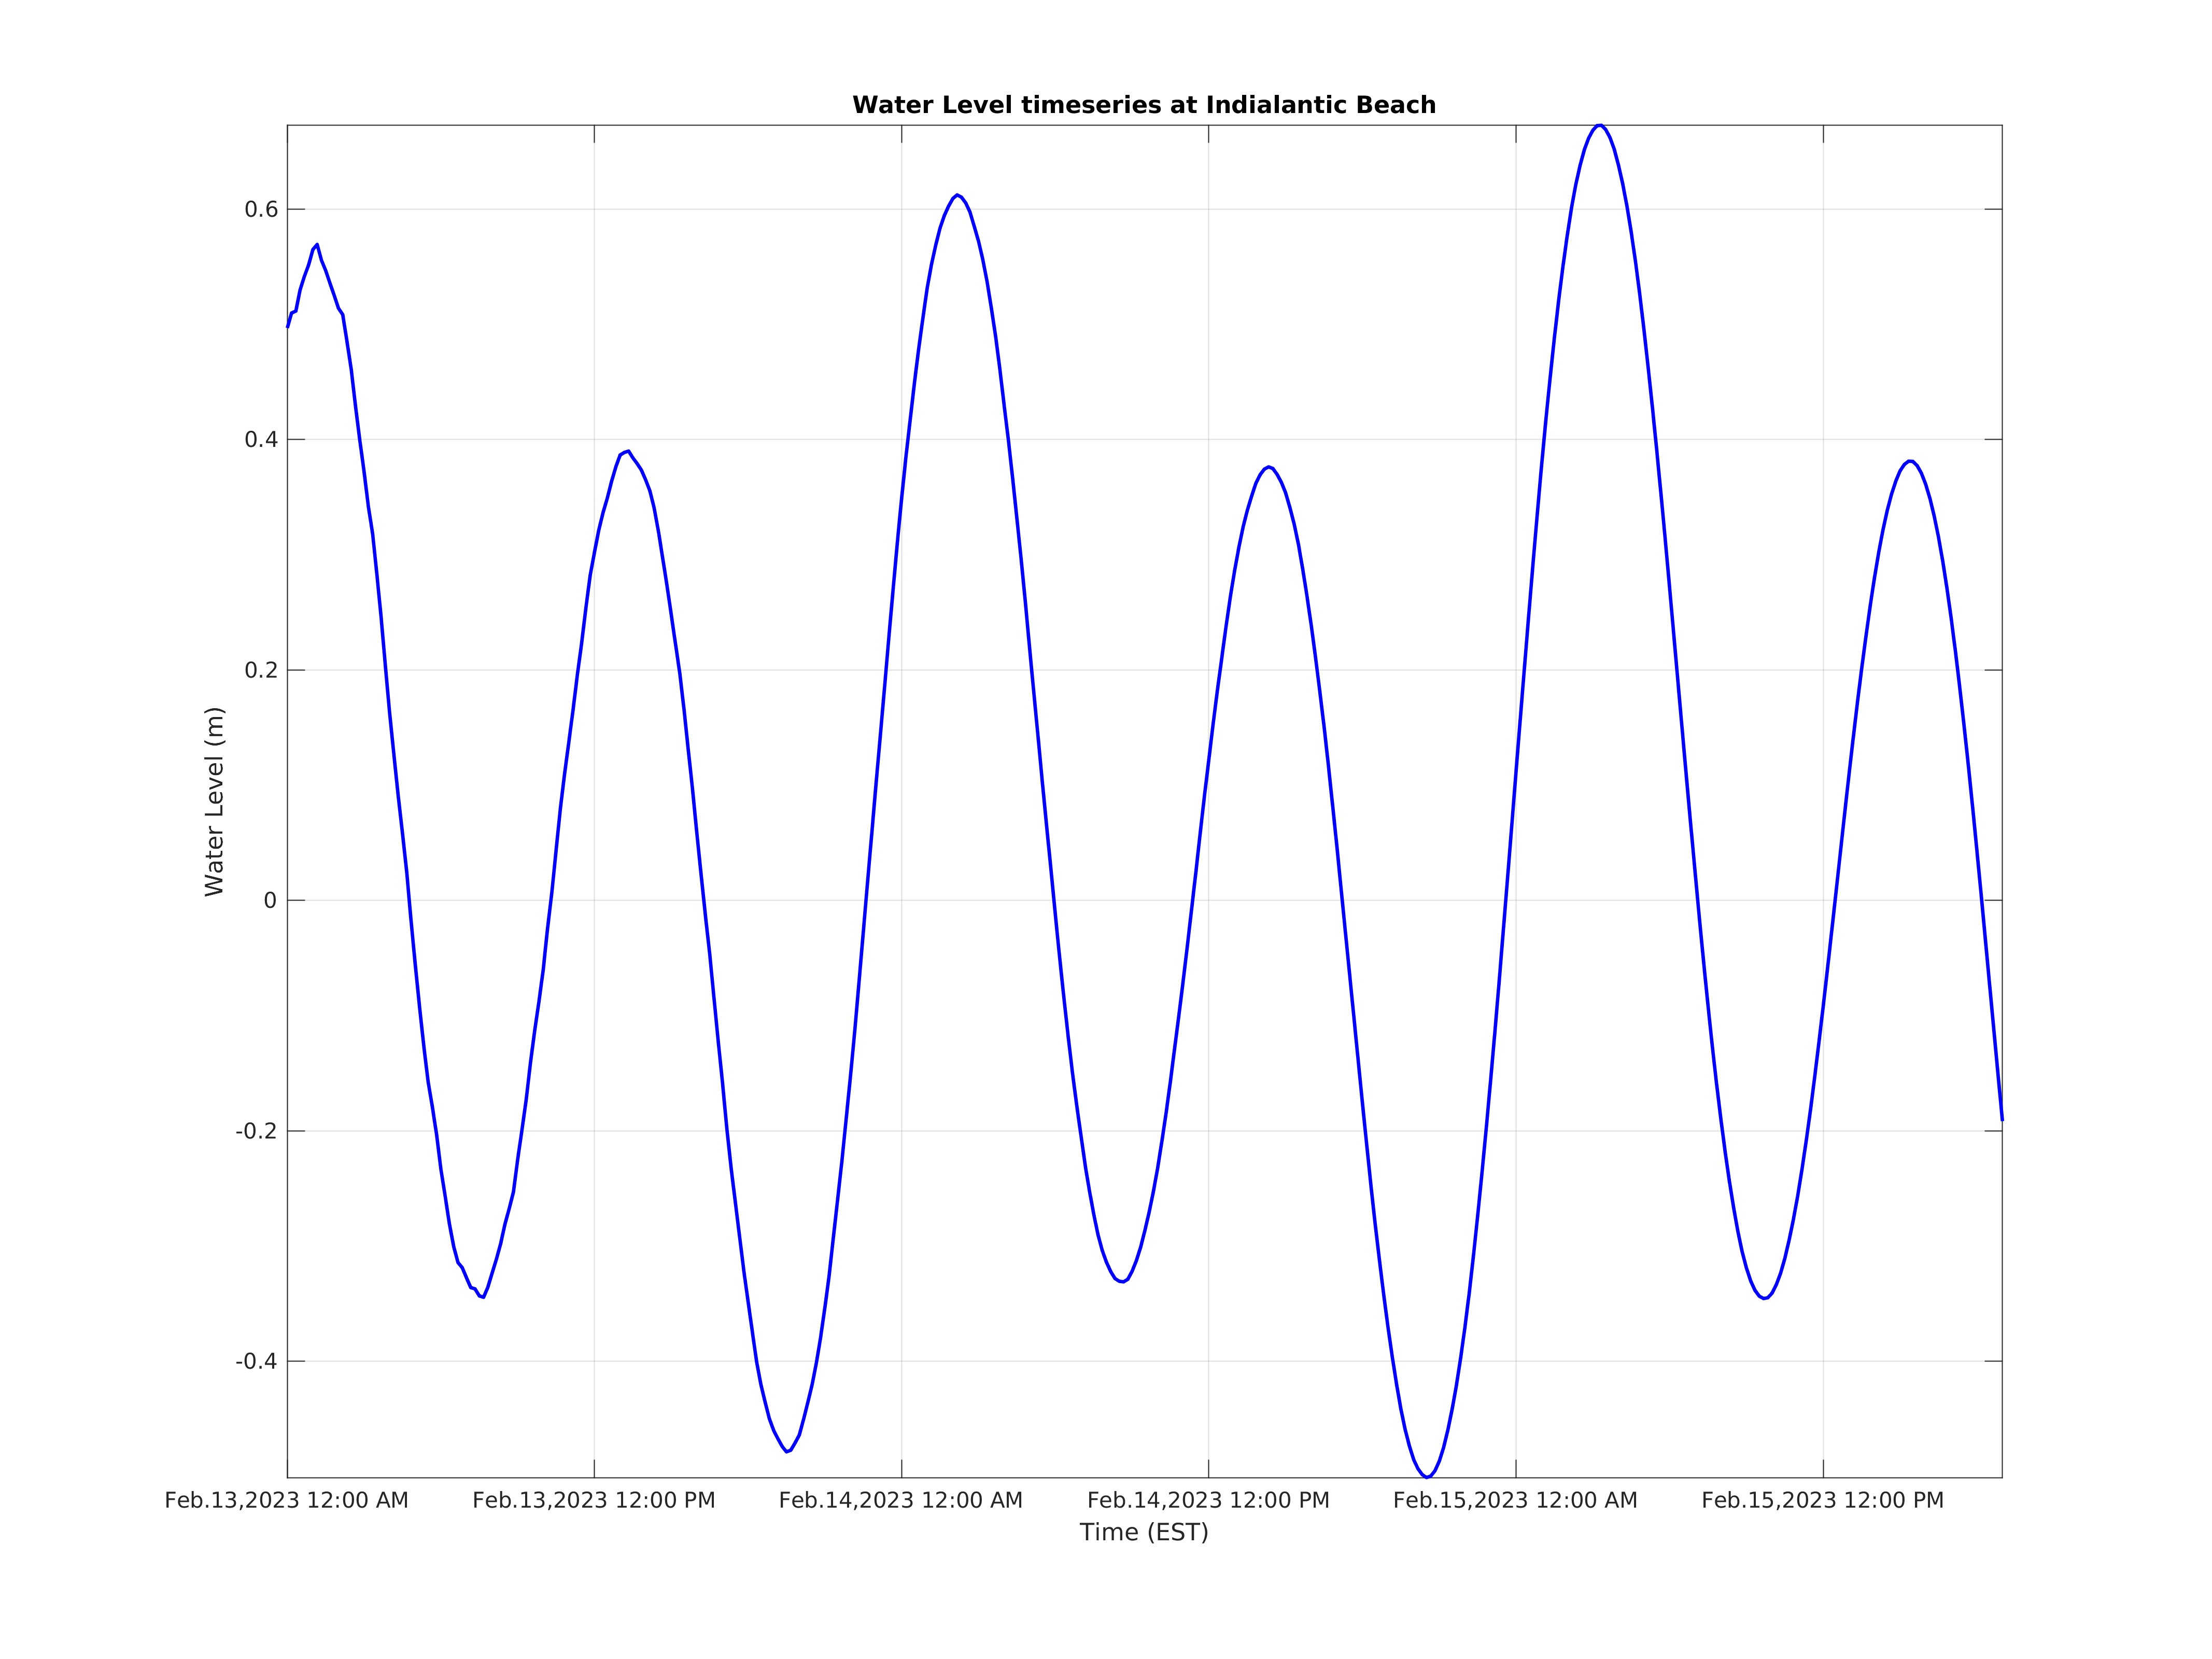 Water Level timeseries at Indialantic Beach
0.6
0.4
0.2
0
-0.2
-0.4
Water Level (m)
Feb.13,2023 12:00 AM
Feb.13,2023 12:00 PM
Feb.14,2023 12:00 AM
Feb.14,2023 12:00 PM
Feb.15,2023 12:00 AM
Feb.15,2023 12:00 PM
Time (EST)